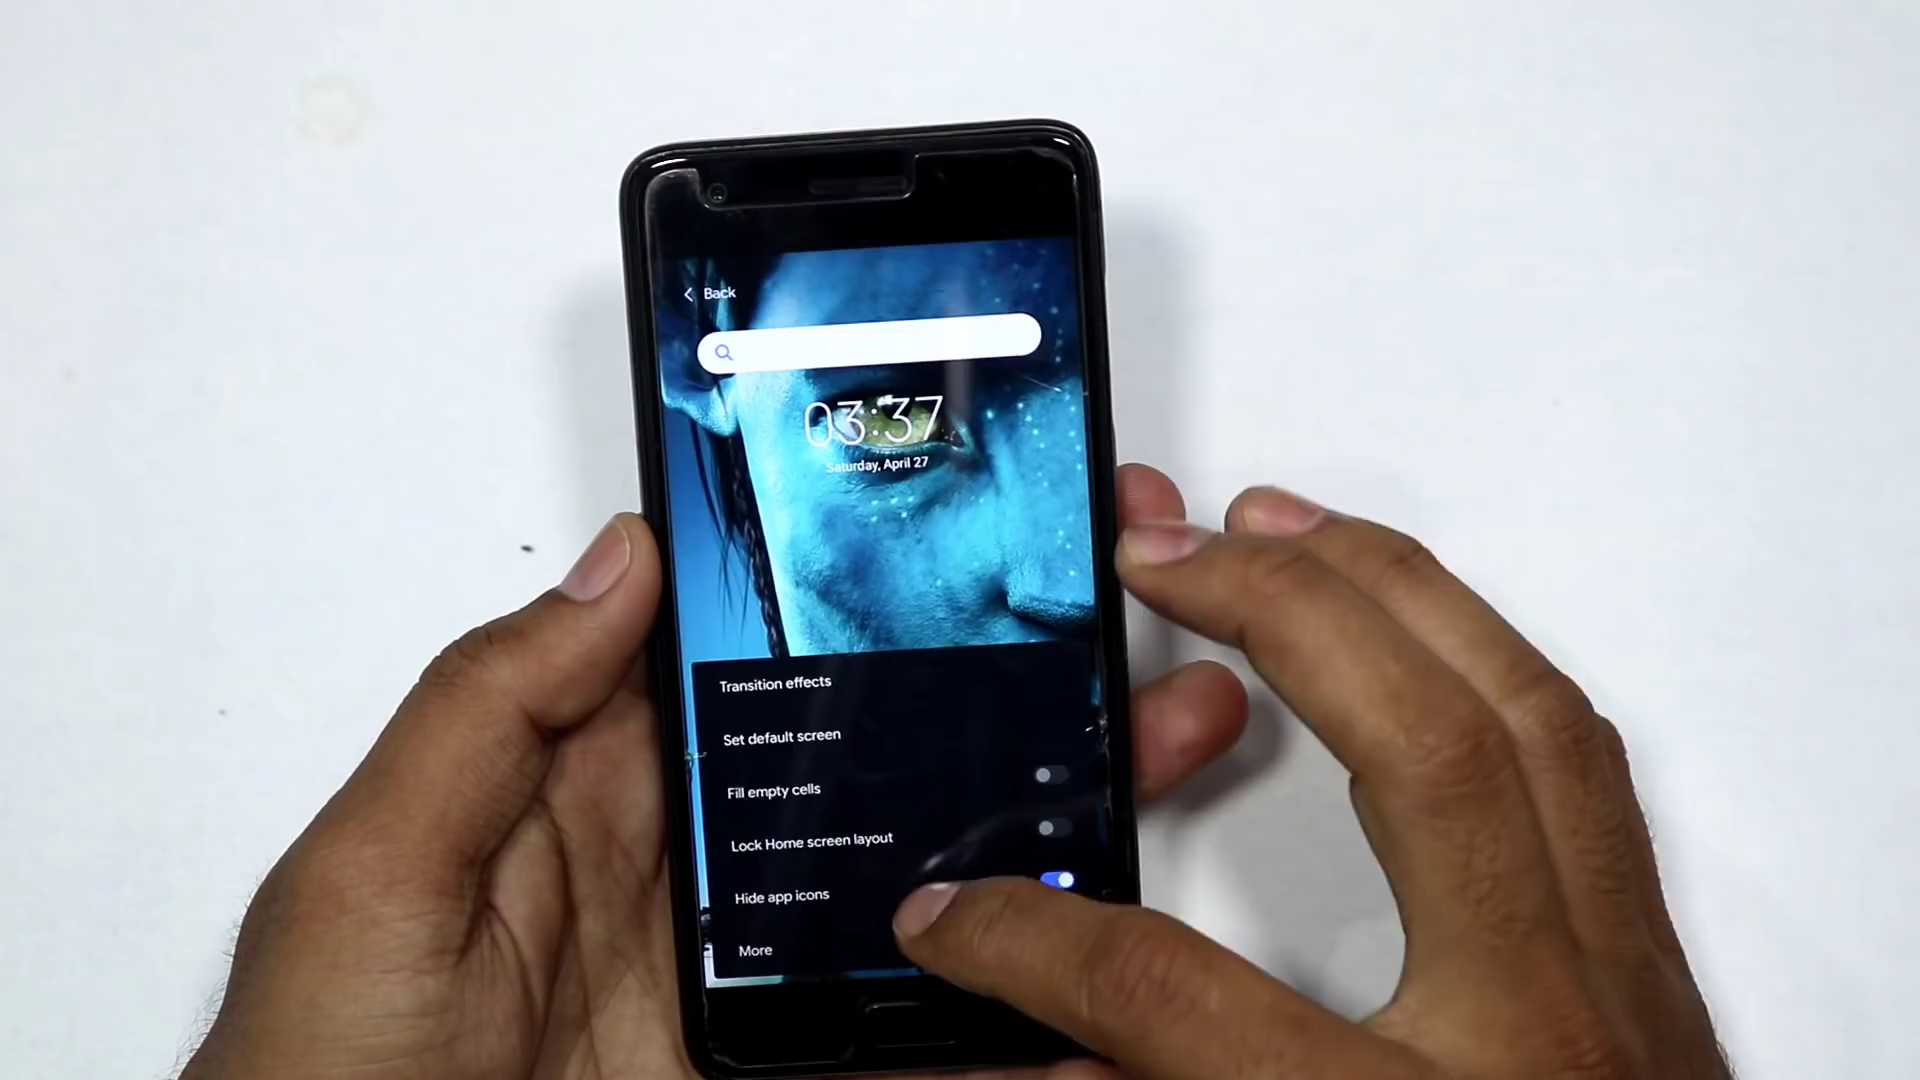 Back
03:37
Saturday, April 27
Transition effects
Set default screen
Fill empty cells
Lock Home screen layout
Hide app icons
More